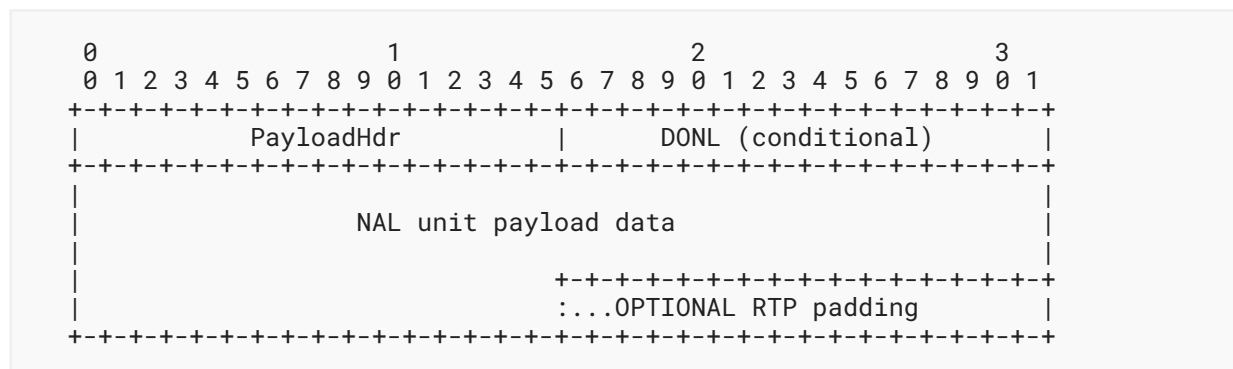 0                   1                   2                   3
 0 1 2 3 4 5 6 7 8 9 0 1 2 3 4 5 6 7 8 9 0 1 2 3 4 5 6 7 8 9 0 1
+-+-+-+-+-+-+-+-+-+-+-+-+-+-+-+-+-+-+-+-+-+-+-+-+-+-+-+-+-+-+-+-+
|           PayloadHdr          |      DONL (conditional)       |
+-+-+-+-+-+-+-+-+-+-+-+-+-+-+-+-+-+-+-+-+-+-+-+-+-+-+-+-+-+-+-+-+
|                                                               |
|                  NAL unit payload data                        |
|                                                               |
|                               +-+-+-+-+-+-+-+-+-+-+-+-+-+-+-+-+
|                               :...OPTIONAL RTP padding        |
+-+-+-+-+-+-+-+-+-+-+-+-+-+-+-+-+-+-+-+-+-+-+-+-+-+-+-+-+-+-+-+-+